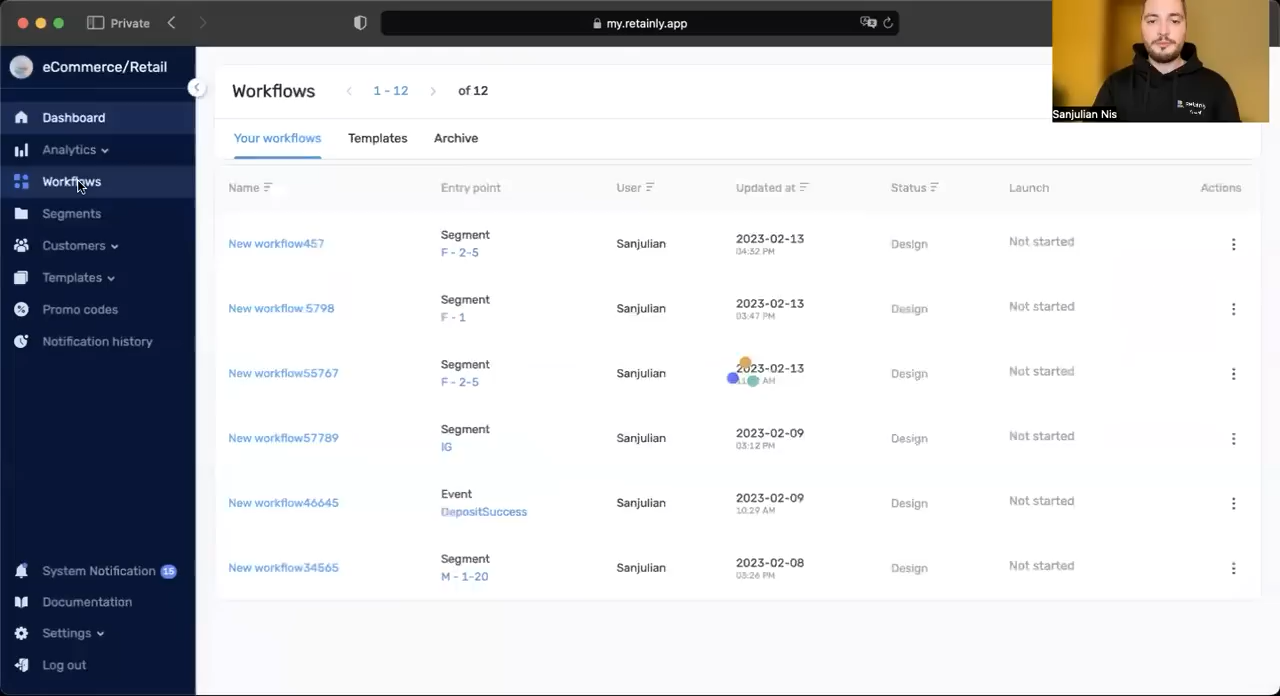 Private
my.retainly.app
eCommerce/Retail
Dashboard
Analytics
Workflows
Segments
Customers
Templates
Promo codes
Notification history
System Notification 15
Documentation
Settings
Log out
Workflows 1 - 12 of 12
Your workflows Templates Archive
Name Entry point User Updated at Status Launch Actions
New workflow457 Segment F - 2-5 Sanjulian 2023-02-13 04:32 PM Design Not started
New workflow 5798 Segment F - 1 Sanjulian 2023-02-13 03:47 PM Design Not started
New workflow55767 Segment F - 2-5 Sanjulian 2023-02-13 AM Design Not started
New workflow57789 Segment IG Sanjulian 2023-02-09 03:12 PM Design Not started
New workflow46645 Event DepositSuccess Sanjulian 2023-02-09 10:29 AM Design Not started
New workflow34565 Segment M - 1-20 Sanjulian 2023-02-08 Design Not started
Sanjulian Nis